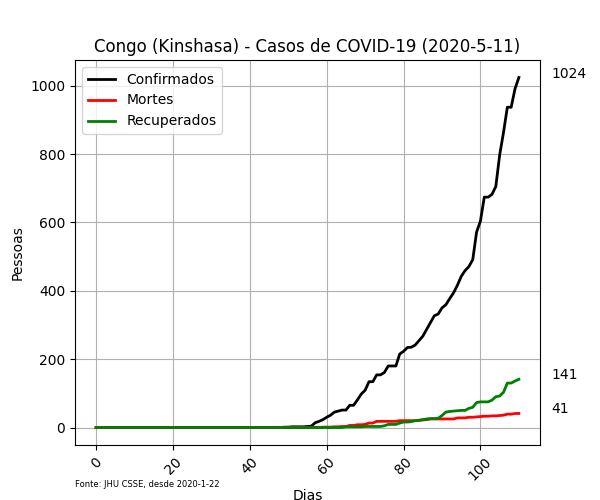 Congo (Kinshasa) - Casos de COVID-19 (2020-5-11)
Confirmados
Mortes
Recuperados
1024
141
41
1000
800
600
400
200
0
Pessoas
0
20
40
60
80
100
Fonte: JHU CSSE, desde 2020-1-22
Dias